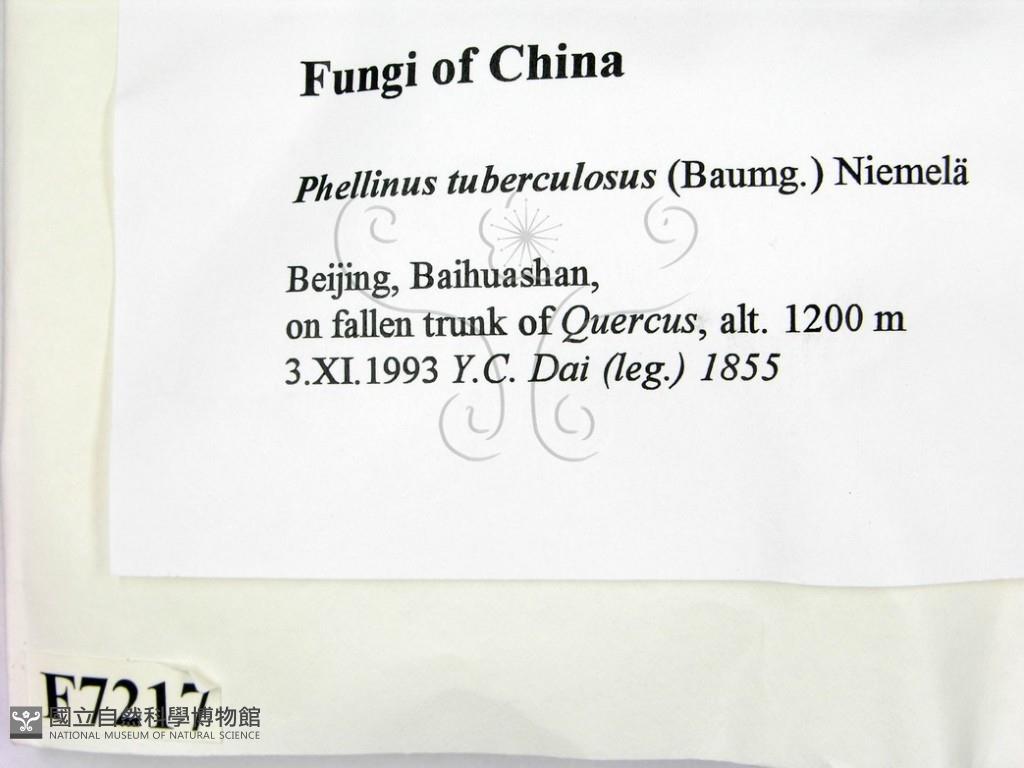 Fungi of China
Phellinus tuberculosus (Baumg.) Niemelä
Beijing, Baihuashan,
on fallen trunk of Quercus, alt. 1200 m
3.XI.1993 Y.C. Dai (leg.) 1855
F7217
國立自然科學博物館
NATIONAL MUSEUM OF NATURAL SCIENCE